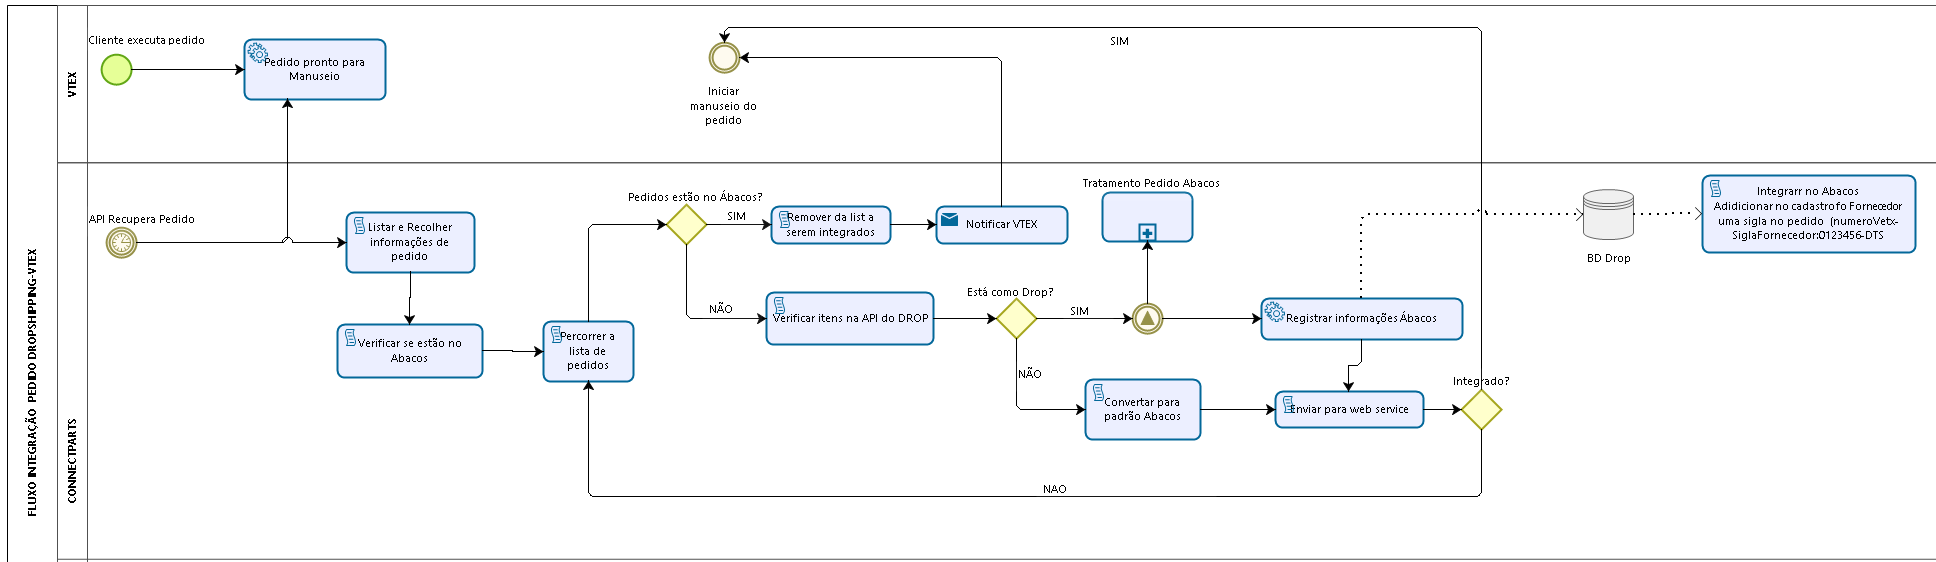 FLUXO INTEGRAÇÃO PEDIDO DROPSHIPPING-VTEX
VTEX
Cliente executa pedido
Pedido pronto para
Manuseio
Iniciar
manuseio do
pedido
SIM
CONNECTPARTS
API Recupera Pedido
Listar e Recolher
informações de
pedido
Verificar se estão no
Abacos
Percorrer a
lista de
pedidos
Pedidos estão no Ábacos?
SIM
Remover da list a
serem integrados
Notificar VTEX
NÃO
Verificar itens na API do DROP
Está como Drop?
SIM
Tratamento Pedido Abacos
Registrar informações Ábacos
NÃO
Convertar para
padrão Abacos
Enviar para web service
Integrado?
NAO
BD Drop
Integrarr no Abacos
Adidicionar no cadastrofo Fornecedor
uma sigla no pedido (numeroVetx-
SiglaFornecedor:0123456-DTS